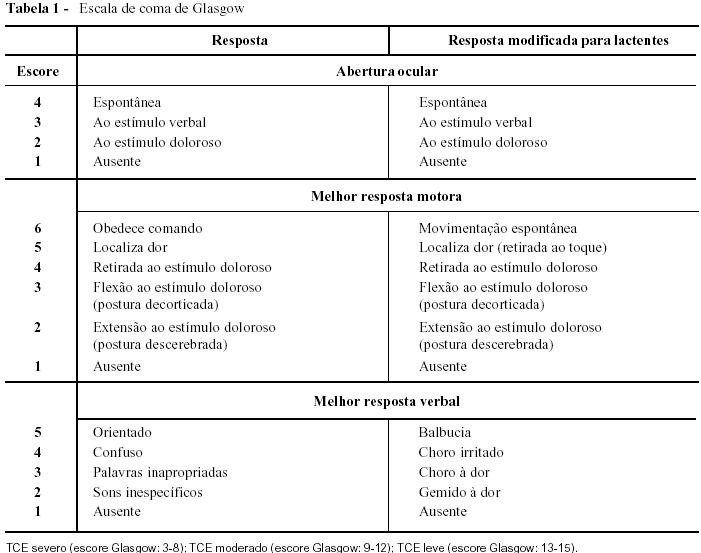 Tabela 1 - Escala de coma de Glasgow
Resposta Resposta modificada para lactentes
Escore Abertura ocular
4 Espontânea Espontânea
3 Ao estímulo verbal Ao estímulo verbal
2 Ao estímulo doloroso Ao estímulo doloroso
1 Ausente Ausente
Melhor resposta motora
6 Obedece comando Movimentação espontânea
5 Localiza dor Localiza dor (retirada ao toque)
4 Retirada ao estímulo doloroso Retirada ao estímulo doloroso
3 Flexão ao estímulo doloroso Flexão ao estímulo doloroso
(postura decorticada) (postura decorticada)
2 Extensão ao estímulo doloroso Extensão ao estímulo doloroso
(postura descerebrada) (postura descerebrada)
1 Ausente Ausente
Melhor resposta verbal
5 Orientado Balbucia
4 Confuso Choro irritado
3 Palavras inapropriadas Choro à dor
2 Sons inespecíficos Gemido à dor
1 Ausente Ausente
TCE severo (escore Glasgow: 3-8); TCE moderado (escore Glasgow: 9-12); TCE leve (escore Glasgow: 13-15).